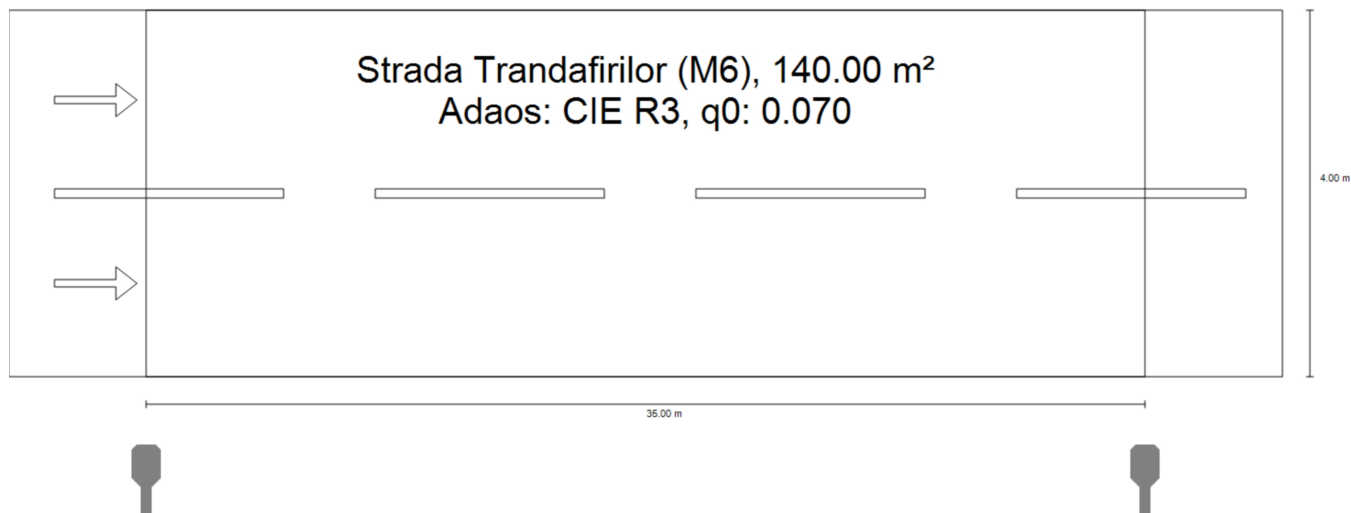 Strada Trandafirilor (M6), 140.00 m²
Adaos: CIE R3, q0: 0.070
4.00 m
35.00 m